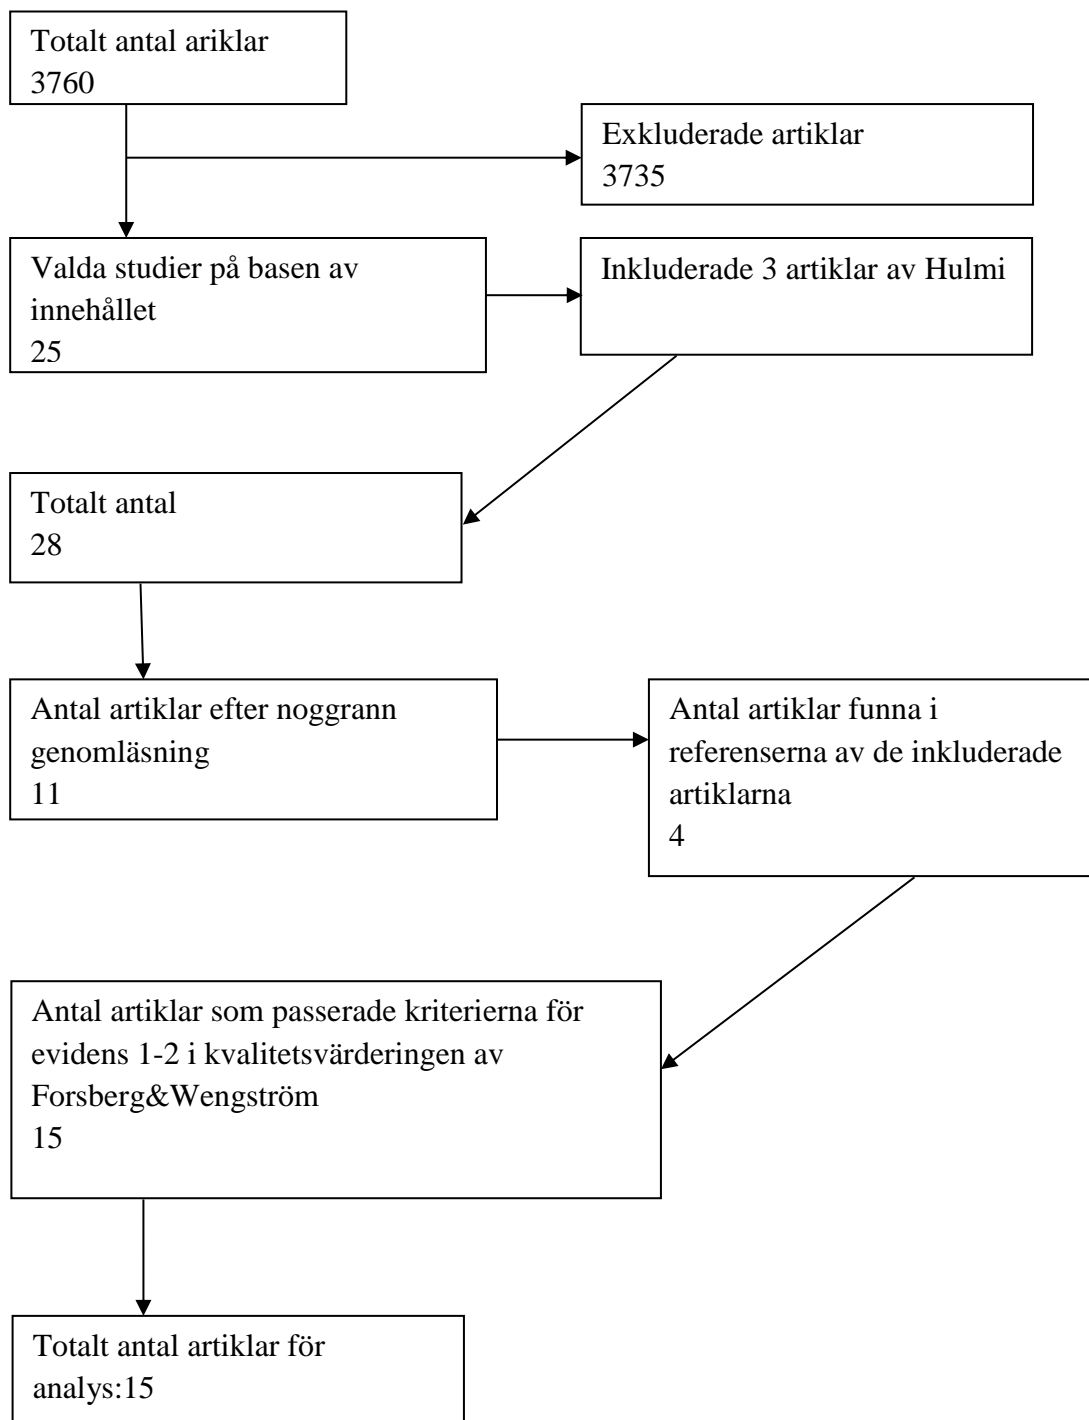 Totalt antal ariklar
3760
Exkluderade artiklar
3735
Valda studier på basen av
innehållet
25
Inkluderade 3 artiklar av Hulmi
Totalt antal
28
Antal artiklar efter noggrann
genomläsning
11
Antal artiklar funna i
referenserna av de inkluderade
artiklarna
4
Antal artiklar som passerade kriterierna för
evidens 1-2 i kvalitetsvärderingen av
Forsberg&Wengström
15
Totalt antal artiklar för
analys:15